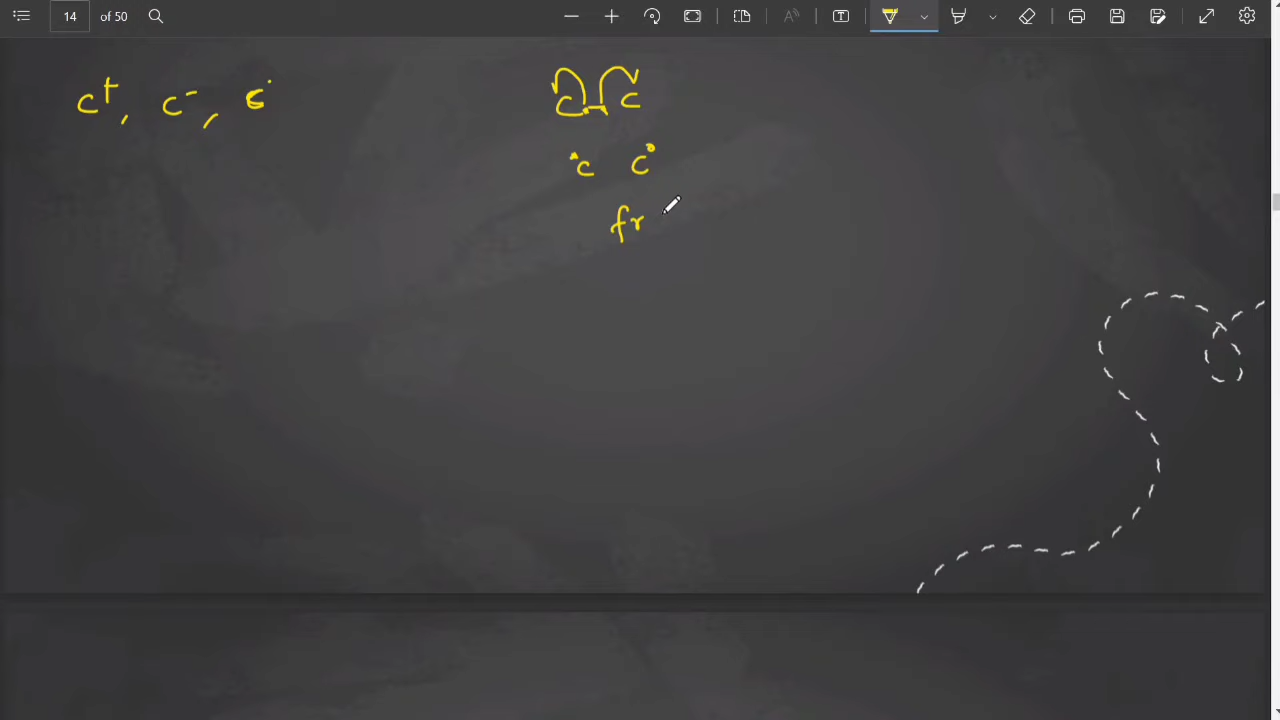 14 of 50
C⁺, C⁻, C· C–C
·C C·
fr